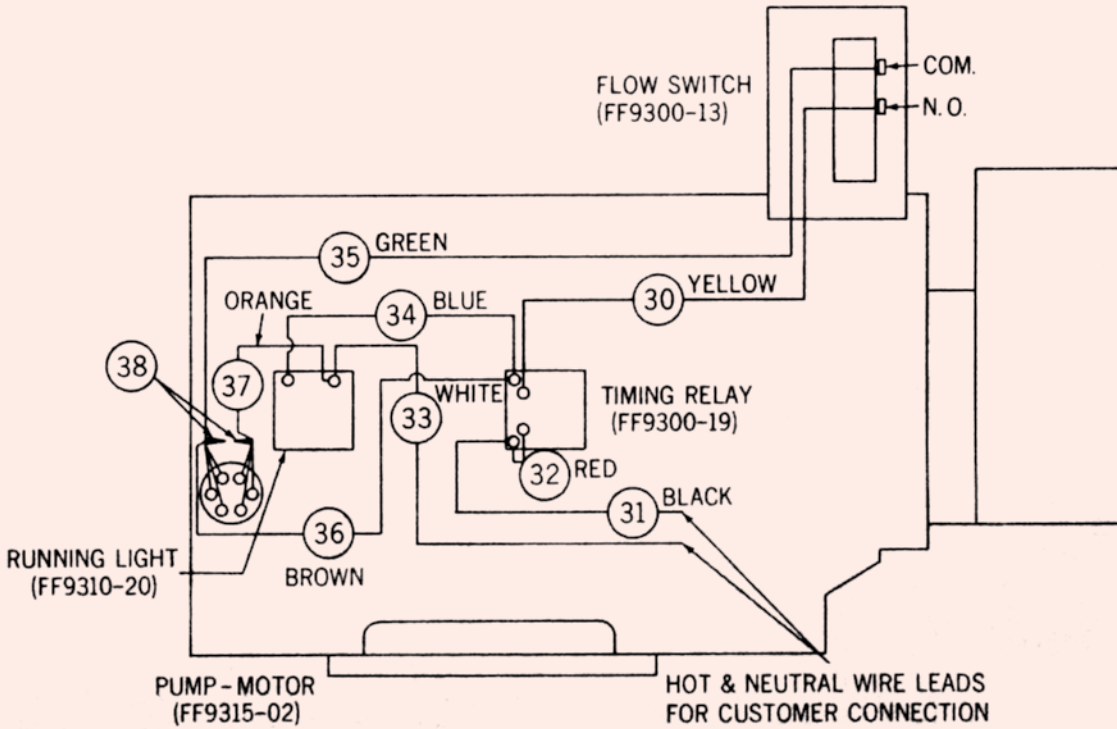 FLOW SWITCH
(FF9300-13)
COM.
N.O.
35 GREEN
30 YELLOW
ORANGE
34 BLUE
38
37
WHITE
33
TIMING RELAY
(FF9300-19)
32 RED
31 BLACK
36
BROWN
RUNNING LIGHT
(FF9310-20)
PUMP-MOTOR
(FF9315-02)
HOT & NEUTRAL WIRE LEADS
FOR CUSTOMER CONNECTION